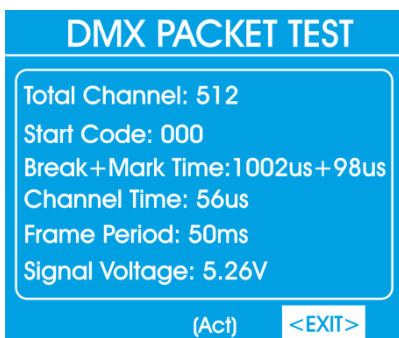 DMX PACKET TEST
Total Channel: 512
Start Code: 000
Break+Mark Time:1002us+98us
Channel Time: 56us
Frame Period: 50ms
Signal Voltage: 5.26V
(Act) <EXIT>